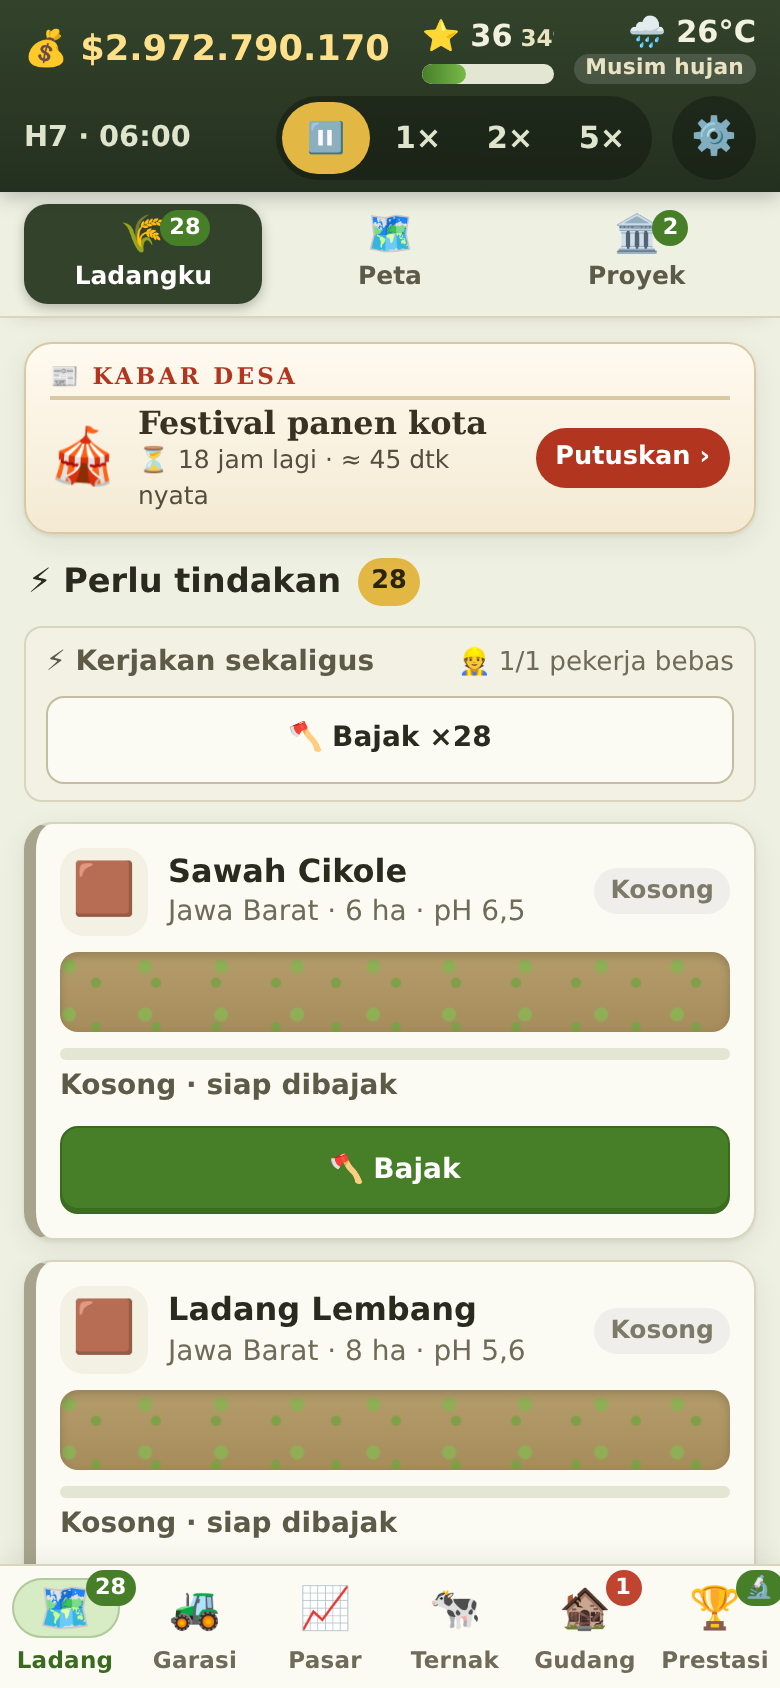 $2.972.790.170
36 34
26°C
Musim hujan
H7 · 06:00
1×
2×
5×
28
Ladangku
Peta
2
Proyek
KABAR DESA
Festival panen kota
18 jam lagi · ≈ 45 dtk
nyata
Putuskan ›
Perlu tindakan 28
Kerjakan sekaligus
1/1 pekerja bebas
Bajak ×28
Sawah Cikole
Jawa Barat · 6 ha · pH 6,5
Kosong
Kosong · siap dibajak
Bajak
Ladang Lembang
Jawa Barat · 8 ha · pH 5,6
Kosong
Kosong · siap dibajak
28
Ladang
Garasi
Pasar
Ternak
1
Gudang
Prestasi